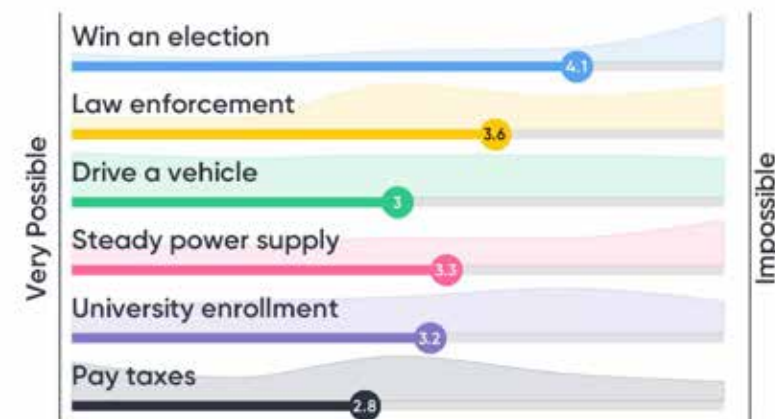 Win an election
4.1
Law enforcement
3.6
Drive a vehicle
3
Steady power supply
3.3
University enrollment
3.2
Pay taxes
2.8
Very Possible
Impossible